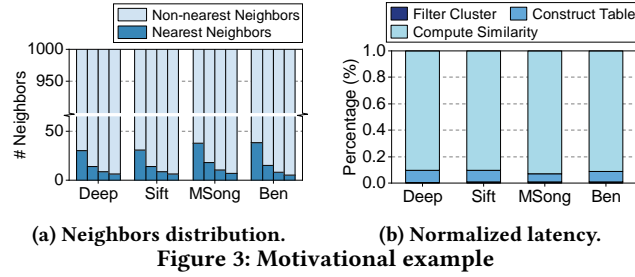 Non-nearest Neighbors
Nearest Neighbors
# Neighbors
1000
950
50
0
Deep Sift MSong Ben
(a) Neighbors distribution.
Filter Cluster Construct Table
Compute Similarity
Percentage (%)
1.0
0.8
0.6
0.4
0.2
0.0
Deep Sift MSong Ben
(b) Normalized latency.
Figure 3: Motivational example